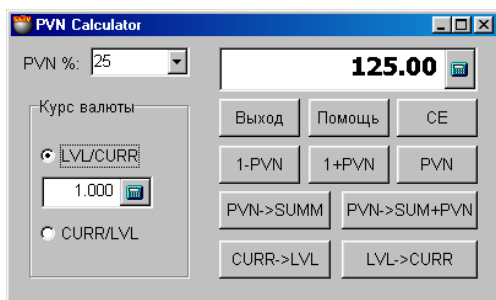 PVN Calculator
PVN %: 25
125.00
Курс валюты
LVL/CURR
1.000
CURR/LVL
Выход Помощь CE
1-PVN 1+PVN PVN
PVN->SUMM PVN->SUM+PVN
CURR->LVL LVL->CURR